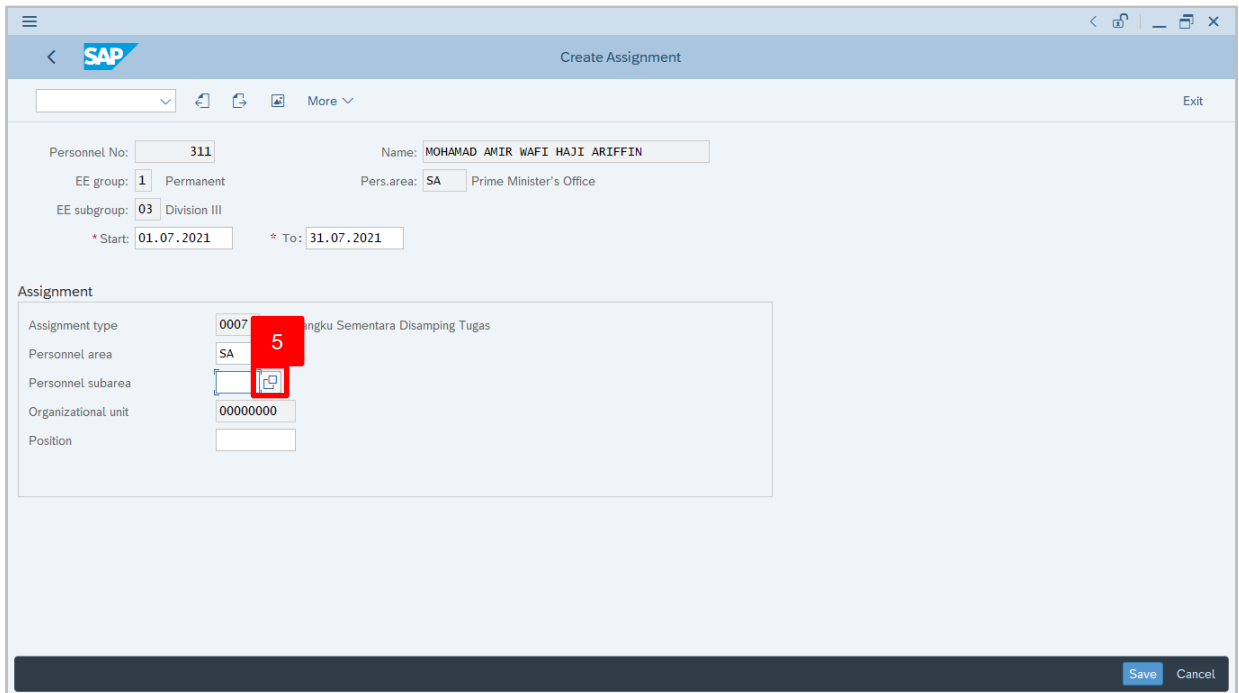 SAP
Create Assignment
More
Exit
Personnel No: 311 Name: MOHAMAD AMIR WAFI HAJI ARIFFIN
EE group: 1 Permanent Pers.area: SA Prime Minister's Office
EE subgroup: 03 Division III
* Start: 01.07.2021 * To: 31.07.2021
Assignment
Assignment type 0007 angku Sementara Disamping Tugas
5
Personnel area SA
Personnel subarea
Organizational unit 00000000
Position
Save Cancel